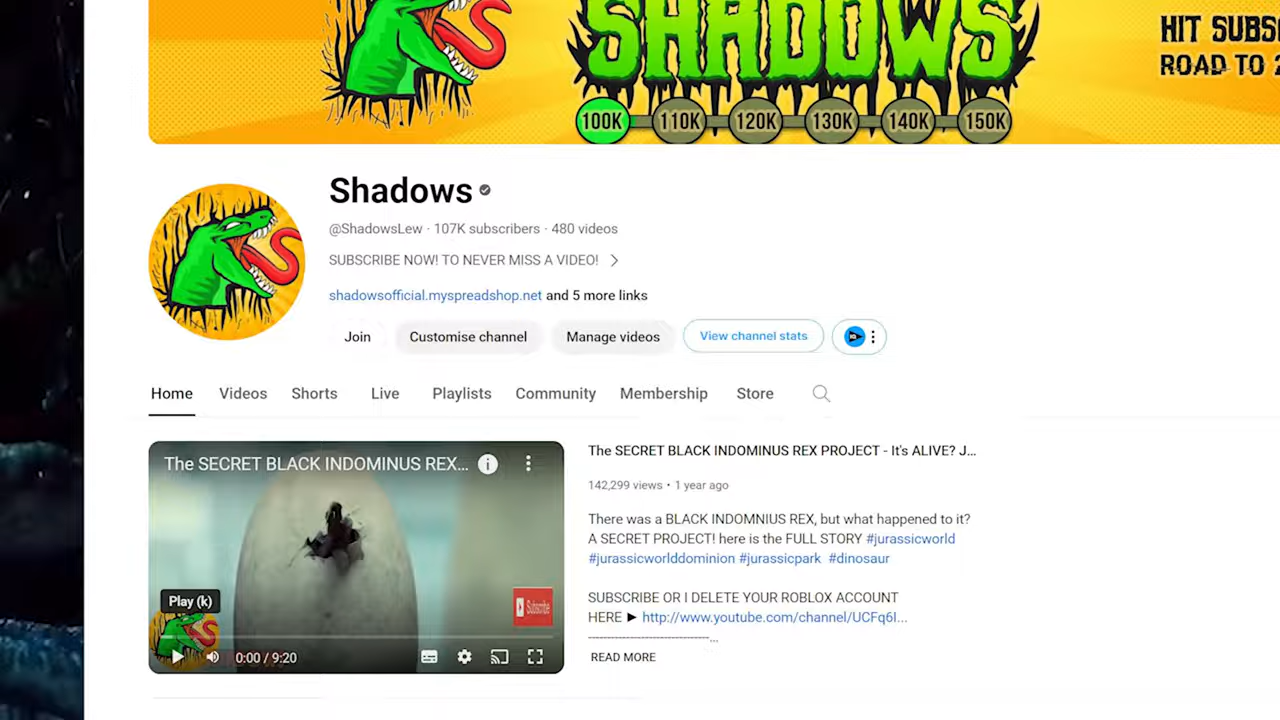 SHADOWS
HIT SUBS
ROAD TO 2
100K 110K 120K 130K 140K 150K
Shadows
@ShadowsLew · 107K subscribers · 480 videos
SUBSCRIBE NOW! TO NEVER MISS A VIDEO!
shadowsofficial.myspreadshop.net and 5 more links
Join Customise channel Manage videos View channel stats
Home Videos Shorts Live Playlists Community Membership Store
The SECRET BLACK INDOMINUS REX...
The SECRET BLACK INDOMINUS REX PROJECT - It's ALIVE? J...
142,299 views • 1 year ago
There was a BLACK INDOMNIUS REX, but what happened to it?
A SECRET PROJECT! here is the FULL STORY #jurassicworld
#jurassicworlddominion #jurassicpark #dinosaur
SUBSCRIBE OR I DELETE YOUR ROBLOX ACCOUNT
HERE ► http://www.youtube.com/channel/UCFq6l...
--------------------------------...
READ MORE
Play (k)
Subscribe
0:00 / 9:20